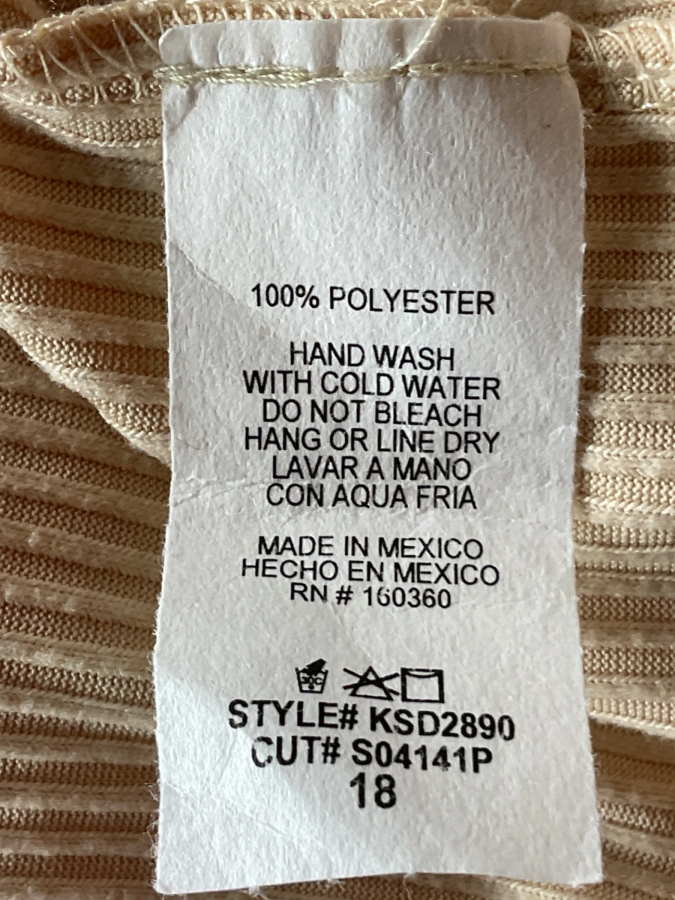 100% POLYESTER
HAND WASH
WITH COLD WATER
DO NOT BLEACH
HANG OR LINE DRY
LAVAR A MANO
CON AQUA FRIA
MADE IN MEXICO
HECHO EN MEXICO
RN # 160360
30C
STYLE# KSD2890
CUT# S04141P
18